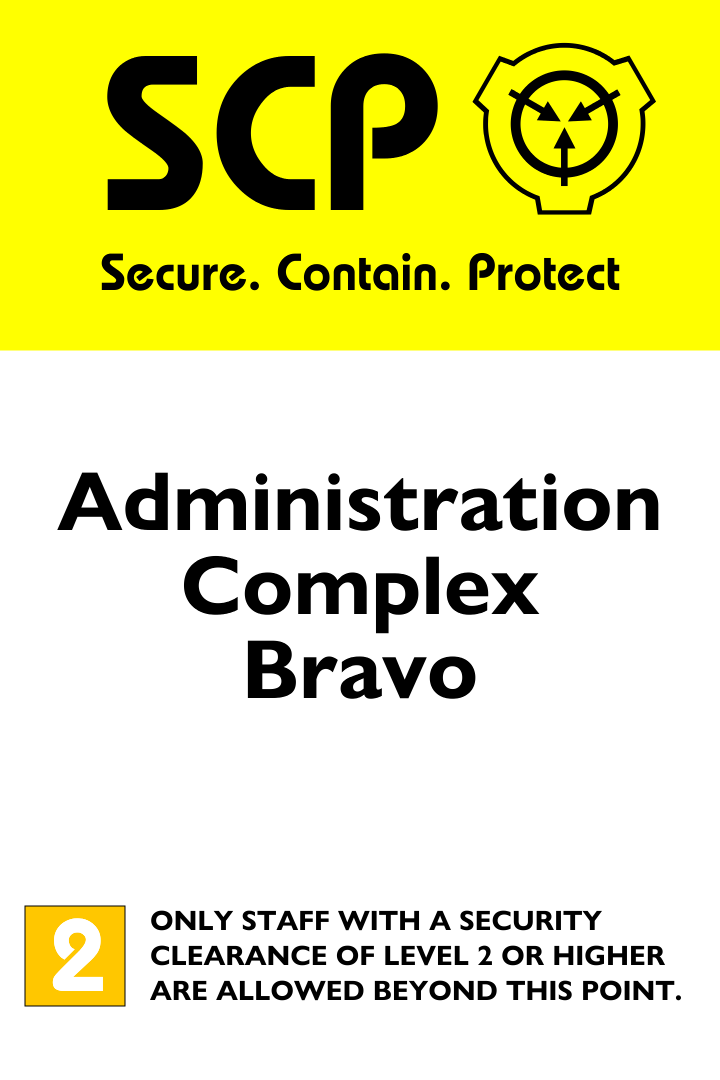 SCP
Secure. Contain. Protect
Administration
Complex
Bravo
2
ONLY STAFF WITH A SECURITY
CLEARANCE OF LEVEL 2 OR HIGHER
ARE ALLOWED BEYOND THIS POINT.